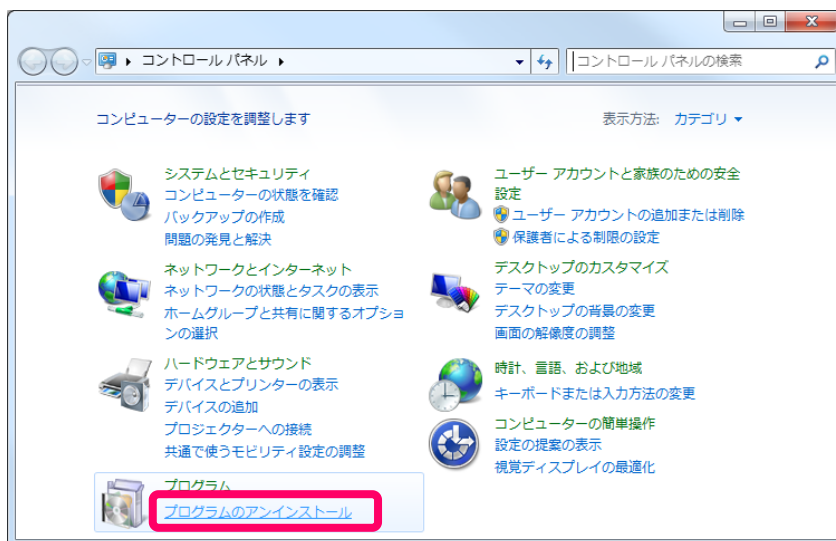 コントロール パネル
コントロール パネルの検索
コンピューターの設定を調整します
表示方法: カテゴリ
システムとセキュリティ
コンピューターの状態を確認
バックアップの作成
問題の発見と解決
ネットワークとインターネット
ネットワークの状態とタスクの表示
ホームグループと共有に関するオプショ
ンの選択
ハードウェアとサウンド
デバイスとプリンターの表示
デバイスの追加
プロジェクターへの接続
共通で使うモビリティ設定の調整
プログラム
プログラムのアンインストール
ユーザー アカウントと家族のための安全
設定
ユーザー アカウントの追加または削除
保護者による制限の設定
デスクトップのカスタマイズ
テーマの変更
デスクトップの背景の変更
画面の解像度の調整
時計、言語、および地域
キーボードまたは入力方法の変更
コンピューターの簡単操作
設定の提案の表示
視覚ディスプレイの最適化